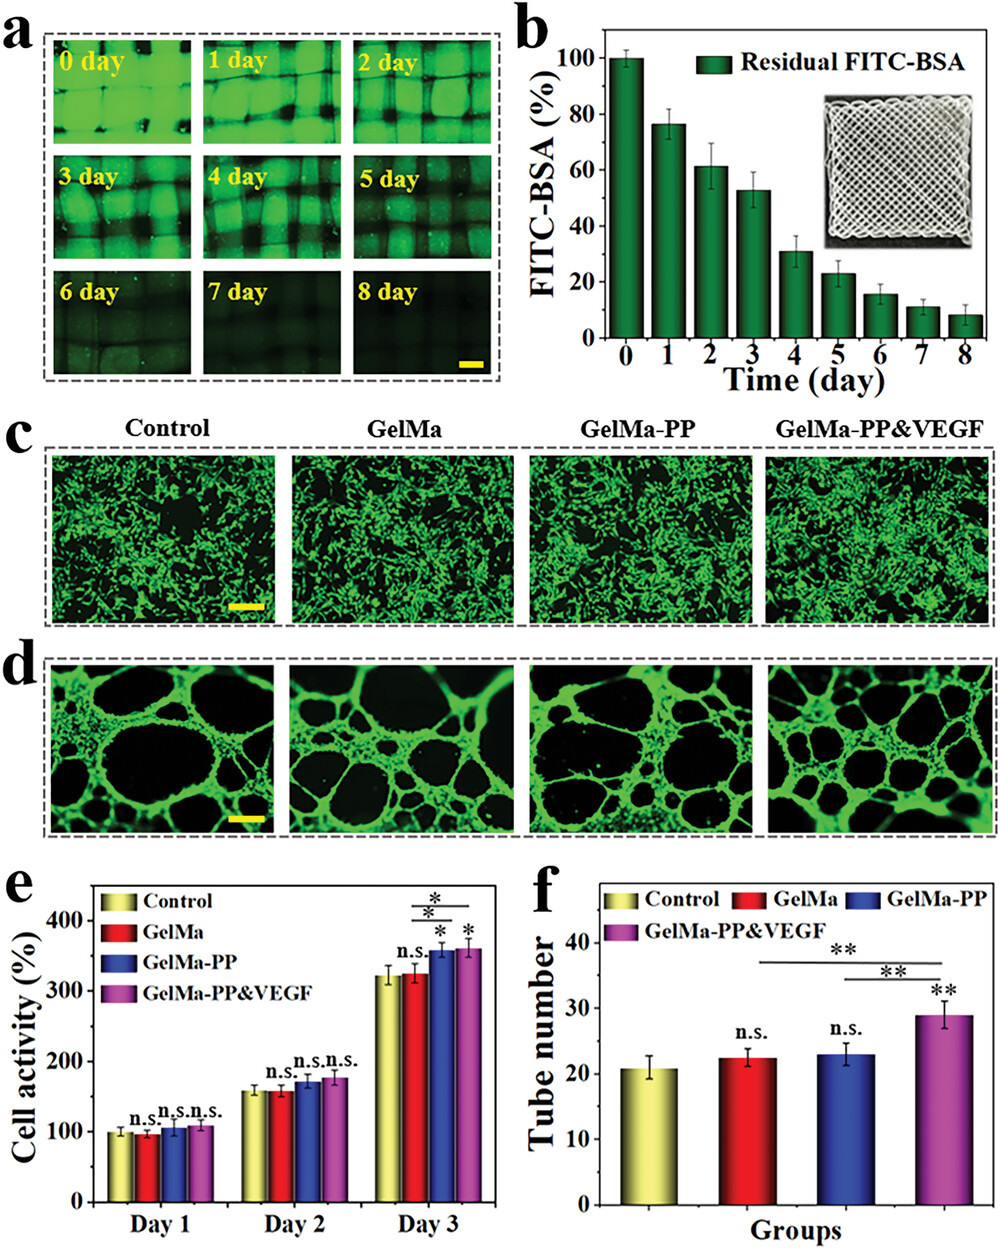 a
0 day 1 day 2 day
3 day 4 day 5 day
6 day 7 day 8 day
b
Residual FITC-BSA
FITC-BSA (%)
100
80
60
40
20
0
0 1 2 3 4 5 6 7 8
Time (day)
c
Control GelMa GelMa-PP GelMa-PP&VEGF
d
e
Control
GelMa
GelMa-PP
GelMa-PP&VEGF
Cell activity (%)
400
300
200
100
0
n.s. n.s. n.s.
n.s. n.s. n.s.
*
*
n.s. * *
Day 1 Day 2 Day 3
f
Control GelMa GelMa-PP
GelMa-PP&VEGF
Tube number
40
30
20
10
0
**
**
n.s. n.s. **
Groups